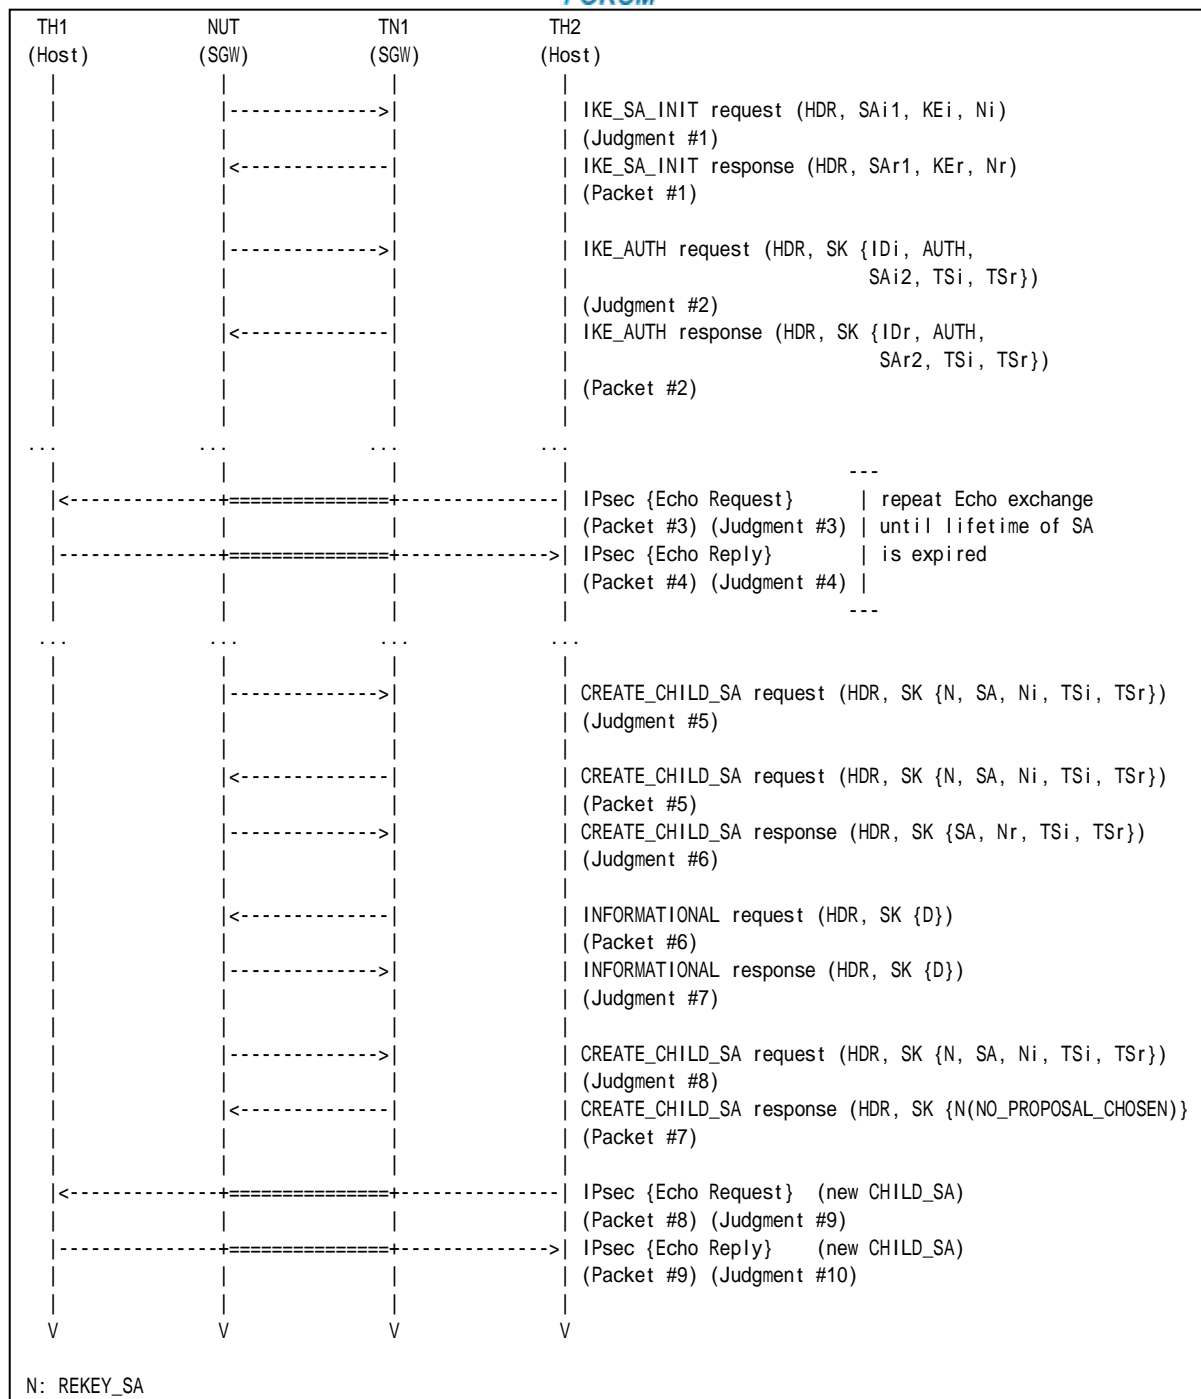 FORUM
TH1 NUT TN1 TH2
(Host) (SGW) (SGW) (Host)
| | | |
| |-------------->| | IKE_SA_INIT request (HDR, SAi1, KEi, Ni)
| | | | (Judgment #1)
| |<--------------| | IKE_SA_INIT response (HDR, SAr1, KEr, Nr)
| | | | (Packet #1)
| | | |
| |-------------->| | IKE_AUTH request (HDR, SK {IDi, AUTH,
| | | | SAi2, TSi, TSr})
| | | | (Judgment #2)
| |<--------------| | IKE_AUTH response (HDR, SK {IDr, AUTH,
| | | | SAr2, TSi, TSr})
| | | | (Packet #2)
| | | |
... ... ... ...
| | | | ---
|<--------------+===============+---------------| IPsec {Echo Request} | repeat Echo exchange
| | | | (Packet #3) (Judgment #3) | until lifetime of SA
|---------------+===============+-------------->| IPsec {Echo Reply} | is expired
| | | | (Packet #4) (Judgment #4) |
| | | | ---
... ... ... ...
| | | |
| |-------------->| | CREATE_CHILD_SA request (HDR, SK {N, SA, Ni, TSi, TSr})
| | | | (Judgment #5)
| | | |
| |<--------------| | CREATE_CHILD_SA request (HDR, SK {N, SA, Ni, TSi, TSr})
| | | | (Packet #5)
| |-------------->| | CREATE_CHILD_SA response (HDR, SK {SA, Nr, TSi, TSr})
| | | | (Judgment #6)
| | | |
| |<--------------| | INFORMATIONAL request (HDR, SK {D})
| | | | (Packet #6)
| |-------------->| | INFORMATIONAL response (HDR, SK {D})
| | | | (Judgment #7)
| | | |
| |-------------->| | CREATE_CHILD_SA request (HDR, SK {N, SA, Ni, TSi, TSr})
| | | | (Judgment #8)
| |<--------------| | CREATE_CHILD_SA response (HDR, SK {N(NO_PROPOSAL_CHOSEN)}
| | | | (Packet #7)
| | | |
|<--------------+===============+---------------| IPsec {Echo Request} (new CHILD_SA)
| | | | (Packet #8) (Judgment #9)
|---------------+===============+-------------->| IPsec {Echo Reply} (new CHILD_SA)
| | | | (Packet #9) (Judgment #10)
| | | |
V V V V
N: REKEY_SA